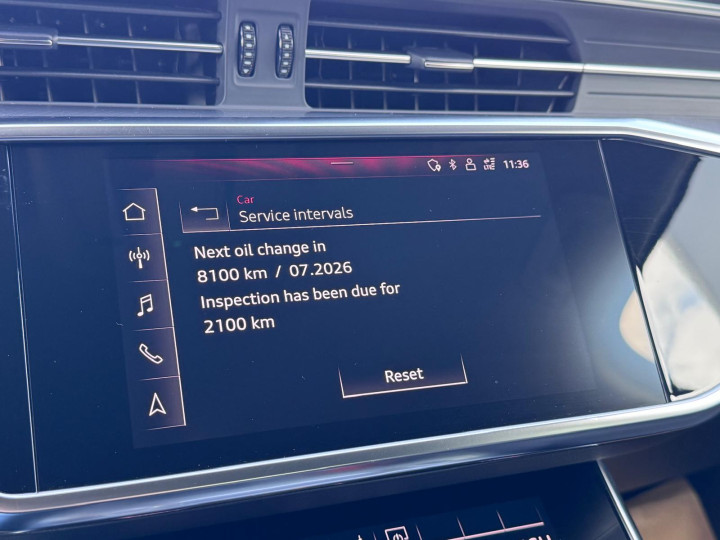 11:36
Car
Service intervals
Next oil change in
8100 km / 07.2026
Inspection has been due for
2100 km
Reset